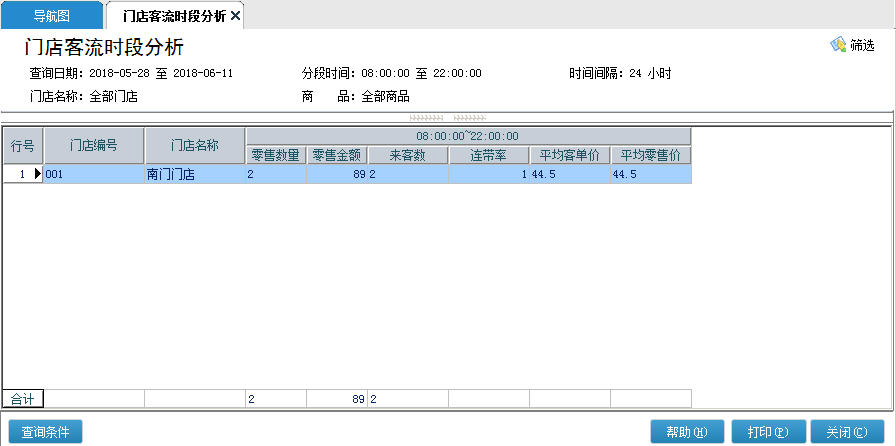 导航图 门店客流时段分析
门店客流时段分析
筛选
查询日期: 2018-05-28 至 2018-06-11 分段时间: 08:00:00 至 22:00:00 时间间隔: 24 小时
门店名称: 全部门店 商 品: 全部商品
行号 门店编号 门店名称 08:00:00~22:00:00
零售数量 零售金额 来客数 连带率 平均客单价 平均零售价
1 001 南门门店 2 89 2 1 44.5 44.5
合计 2 89 2
查询条件 帮助(H) 打印(P) 关闭(C)